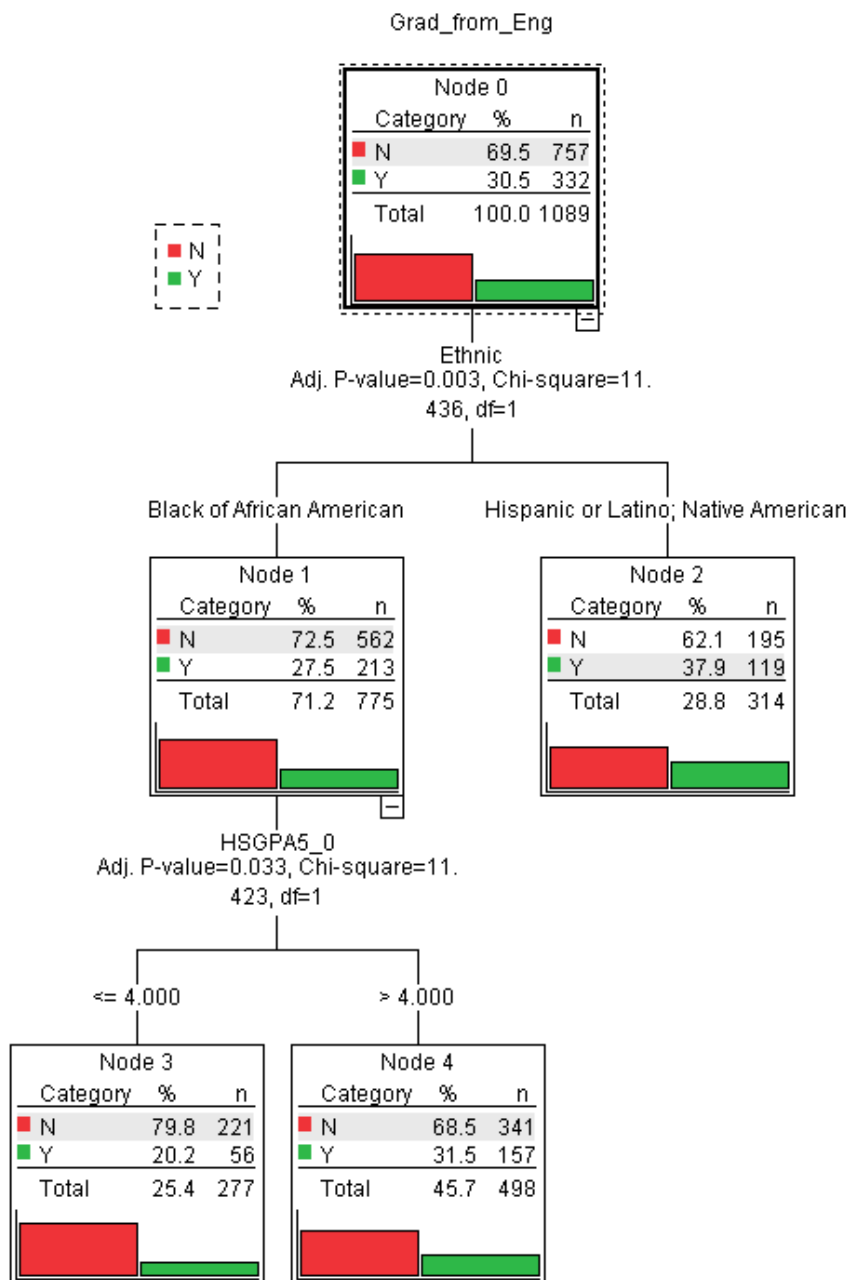 Grad_from_Eng
Node 0
Category % n
N 69.5 757
Y 30.5 332
Total 100.0 1089
N
Y
Ethnic
Adj. P-value=0.003, Chi-square=11.
436, df=1
Black of African American
Hispanic or Latino; Native American
Node 1
Category % n
N 72.5 562
Y 27.5 213
Total 71.2 775
Node 2
Category % n
N 62.1 195
Y 37.9 119
Total 28.8 314
HSGPA5_0
Adj. P-value=0.033, Chi-square=11.
423, df=1
<= 4.000
> 4.000
Node 3
Category % n
N 79.8 221
Y 20.2 56
Total 25.4 277
Node 4
Category % n
N 68.5 341
Y 31.5 157
Total 45.7 498